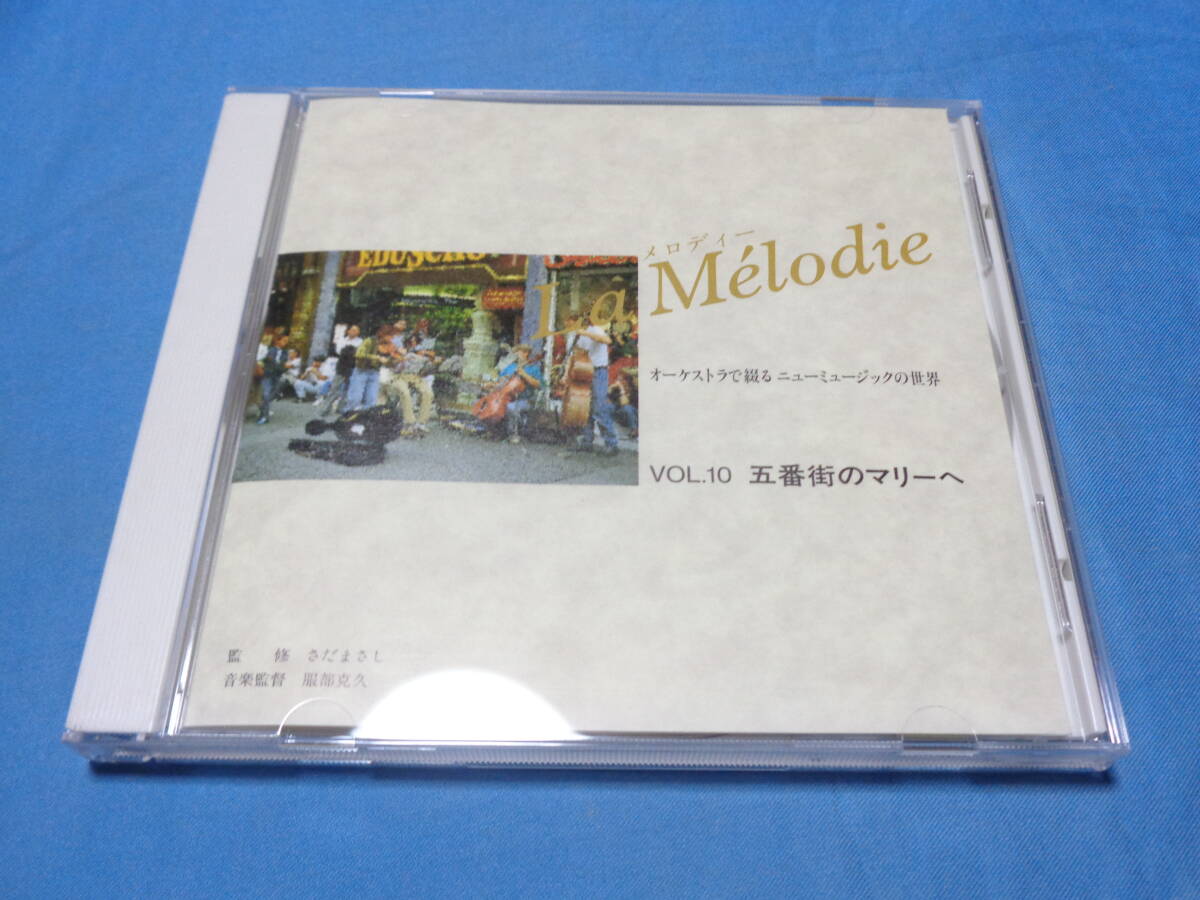 メロディー
La Mélodie
オーケストラで綴る ニューミュージックの世界
VOL.10 五番街のマリーへ
監 修 さだまさし
音楽監督 服部克久